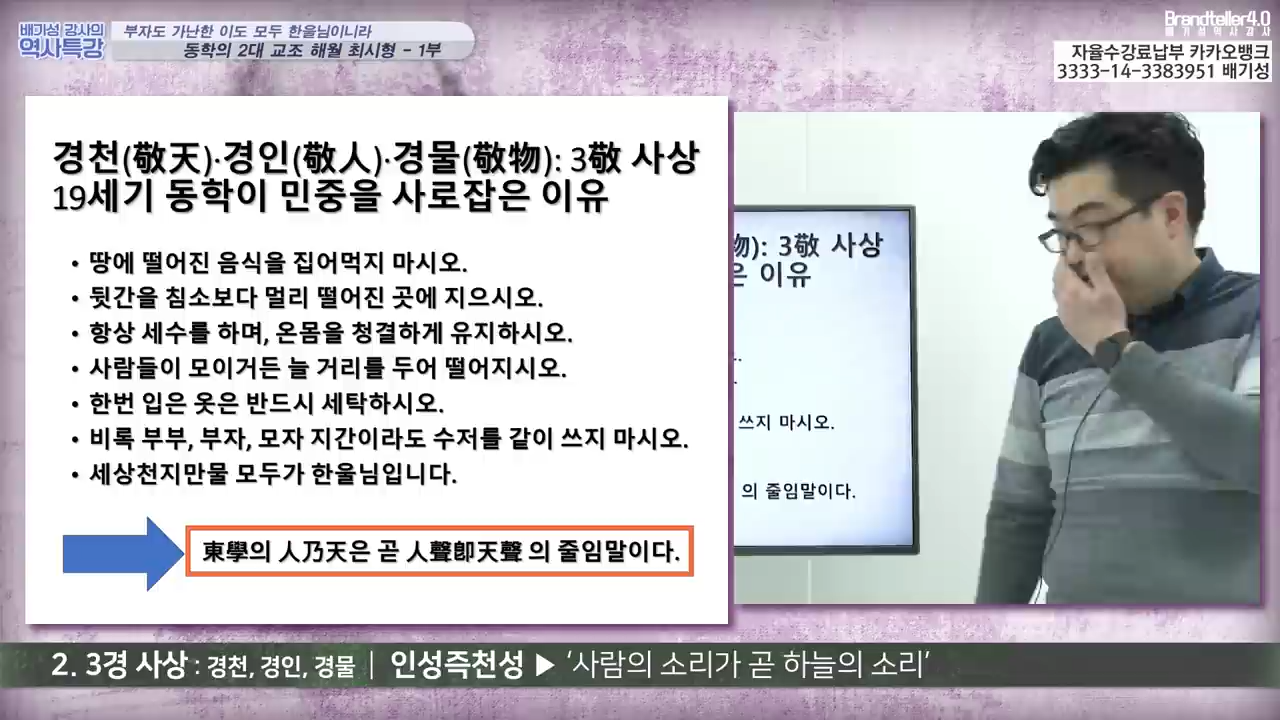 배기성 강사의
역사특강
부자도 가난한 이도 모두 한울님이니라
동학의 2대 교조 해월 최시형 - 1부
Brandteller4.0
배기성역사강사
자율수강료납부 카카오뱅크
3333-14-3383951 배기성
경천(敬天)·경인(敬人)·경물(敬物): 3敬 사상
19세기 동학이 민중을 사로잡은 이유
• 땅에 떨어진 음식을 집어먹지 마시오.
• 뒷간을 침소보다 멀리 떨어진 곳에 지으시오.
• 항상 세수를 하며, 온몸을 청결하게 유지하시오.
• 사람들이 모이거든 늘 거리를 두어 떨어지시오.
• 한번 입은 옷은 반드시 세탁하시오.
• 비록 부부, 부자, 모자 지간이라도 수저를 같이 쓰지 마시오.
• 세상천지만물 모두가 한울님입니다.
東學의 人乃天은 곧 人聲卽天聲 의 줄임말이다.
物): 3敬 사상
은 이유
쓰지 마시오.
의 줄임말이다.
2. 3경 사상 : 경천, 경인, 경물 | 인성즉천성 ▶ ‘사람의 소리가 곧 하늘의 소리’